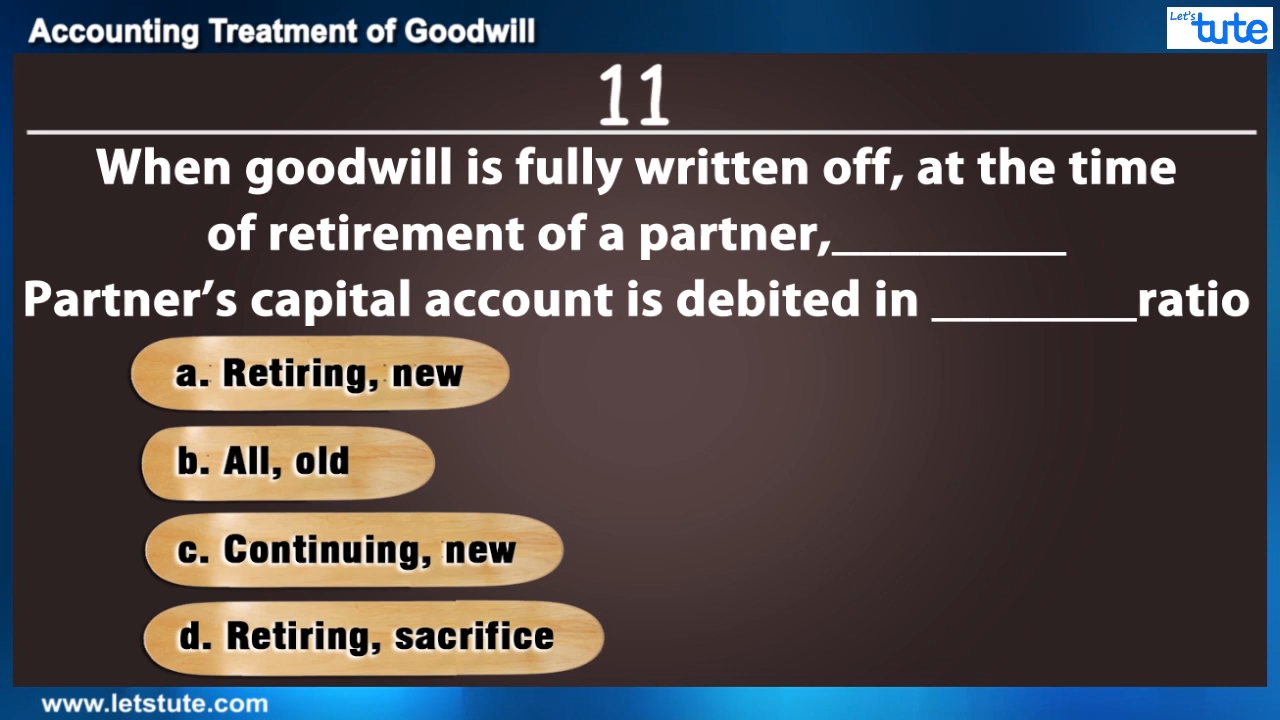 Accounting Treatment of Goodwill
Let's
tute
11
When goodwill is fully written off, at the time
of retirement of a partner,__________
Partner’s capital account is debited in _________ratio
a. Retiring, new
b. All, old
c. Continuing, new
d. Retiring, sacrifice
www.letstute.com